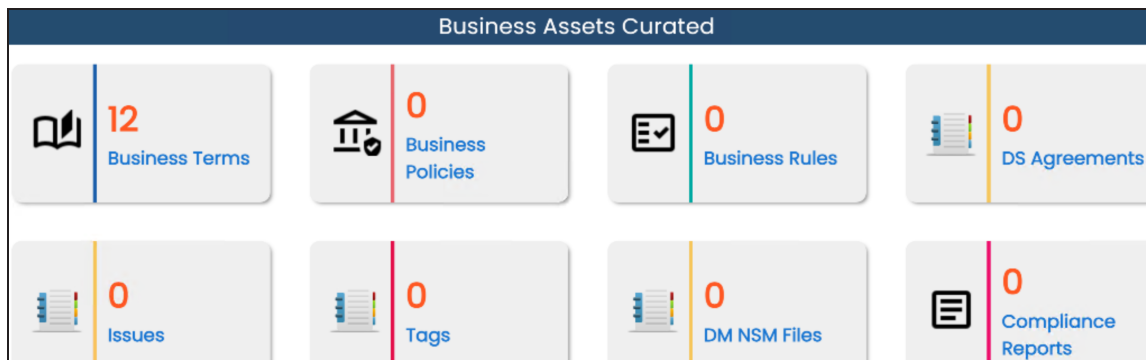 Business Assets Curated
12
Business Terms
0
Business
Policies
0
Business Rules
0
DS Agreements
0
Issues
0
Tags
0
DM NSM Files
0
Compliance
Reports